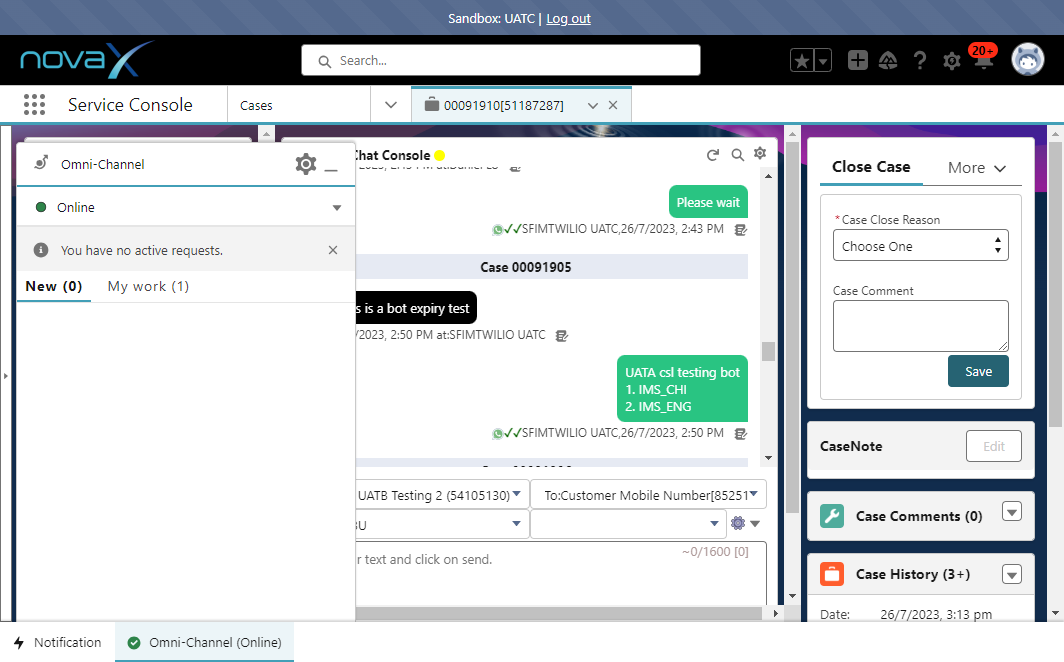 Sandbox: UATC | Log out
novaX
Search...
20+
Service Console
Cases
00091910[51187287]
Omni-Channel
Online
You have no active requests.
New (0)
My work (1)
Chat Console
Please wait
SFIMTWILIO UATC,26/7/2023, 2:43 PM
Case 00091905
s is a bot expiry test
/2023, 2:50 PM at:SFIMTWILIO UATC
UATA csl testing bot
1. IMS_CHI
2. IMS_ENG
SFIMTWILIO UATC,26/7/2023, 2:50 PM
UATB Testing 2 (54105130)
To:Customer Mobile Number[85251
BU
r text and click on send.
~0/1600 [0]
Close Case
More
* Case Close Reason
Choose One
Case Comment
Save
CaseNote
Edit
Case Comments (0)
Case History (3+)
Date:
26/7/2023, 3:13 pm
Notification
Omni-Channel (Online)